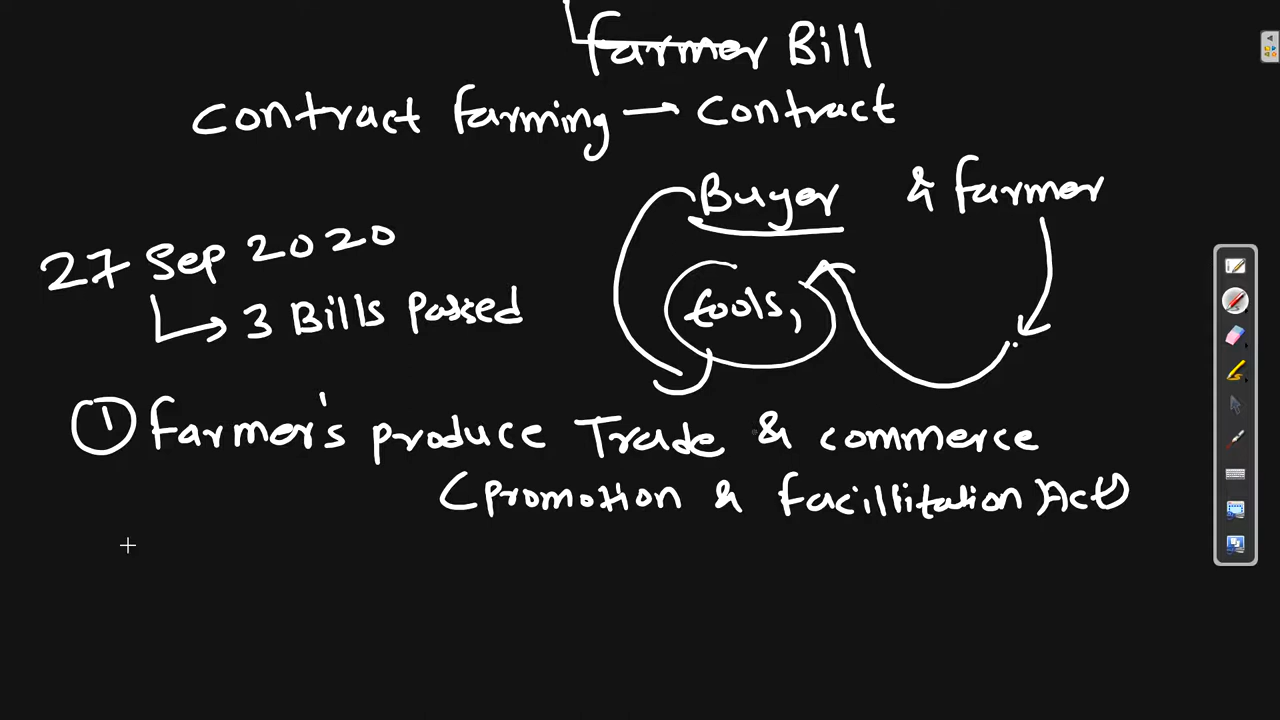 Farmer Bill
Contract farming → Contract
Buyer & farmer
27 Sep 2020
↳ 3 Bills Passed
tools,
① Farmer's produce Trade & commerce
(promotion & facillitation Act)